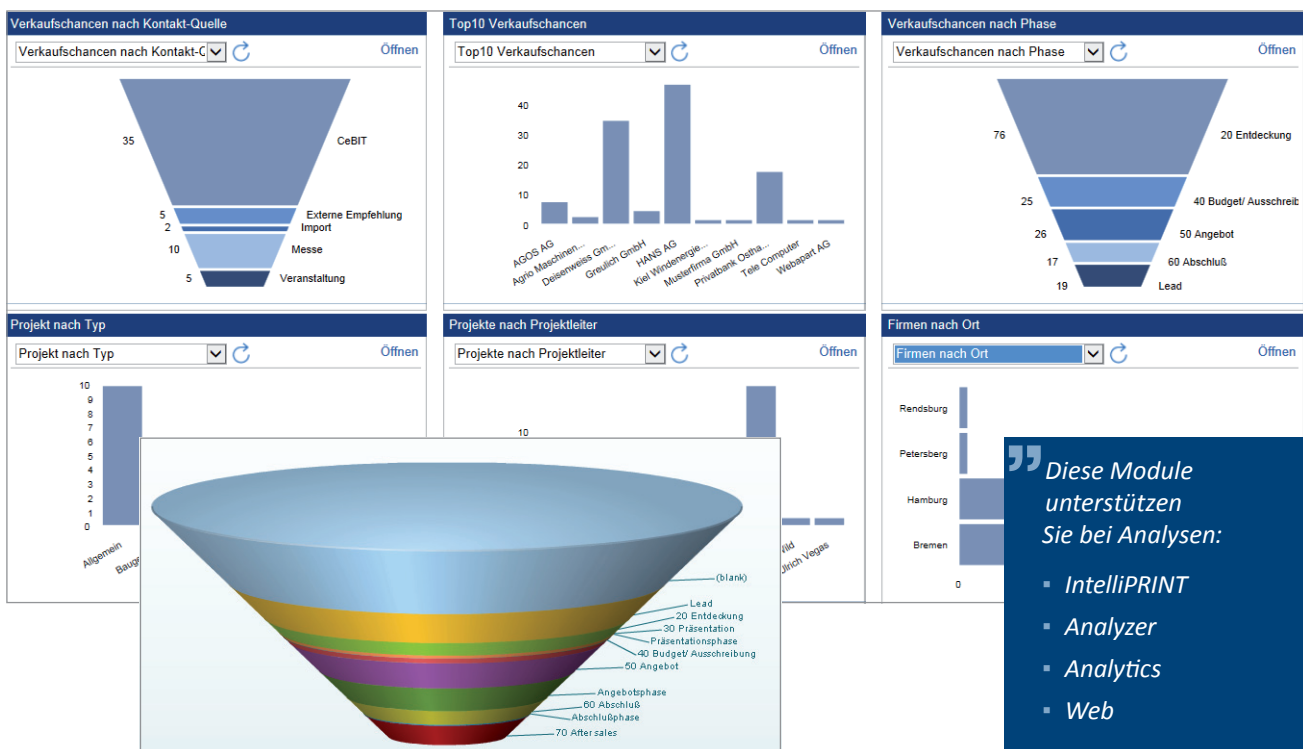 Verkaufschancen nach Kontakt-Quelle
Verkaufschancen nach Kontakt-
Öffnen
35
CeBIT
5
Externe Empfehlung
2
Import
10
Messe
5
Veranstaltung
Top10 Verkaufschancen
Top10 Verkaufschancen
Öffnen
40
30
20
10
0
AGOS AG
Agrio Maschinen...
Deisenweiss Gm...
Greulich GmbH
HANS AG
Kiel Windenergie...
Musterfirma GmbH
Privatbank Ostha...
Tele Computer
Webapart AG
Verkaufschancen nach Phase
Verkaufschancen nach Phase
Öffnen
76
20 Entdeckung
25
40 Budget/ Ausschreib
26
50 Angebot
17
60 Abschluß
19
Lead
Projekt nach Typ
Projekt nach Typ
Öffnen
10
9
8
7
6
5
4
3
2
1
0
Allgemein
Projekte nach Projektleiter
Projekte nach Projektleiter
Öffnen
10
Ulrich Vegas
Firmen nach Ort
Firmen nach Ort
Öffnen
Rendsburg
Petersberg
Hamburg
Bremen
0
(blank)
Lead
20 Entdeckung
30 Präsentation
Präsentationsphase
40 Budget/ Ausschreibung
50 Angebot
Angebotsphase
60 Abschluß
Abschlußphase
70 After sales
Diese Module
unterstützen
Sie bei Analysen:
IntelliPRINT
Analyzer
Analytics
Web